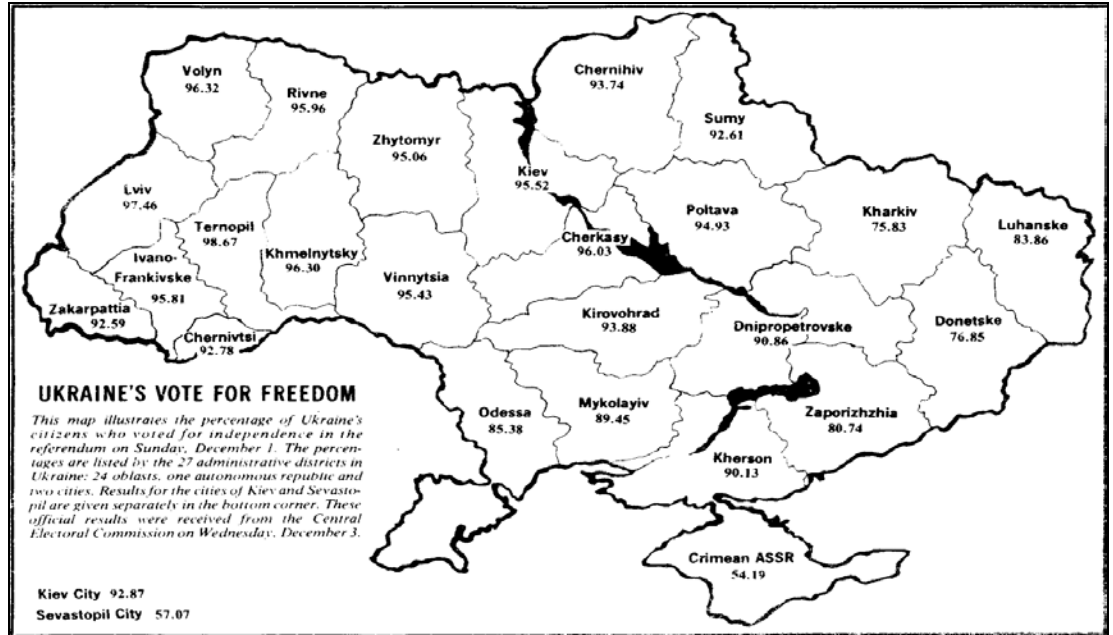 Volyn
96.32
Rivne
95.96
Zhytomyr
95.06
Chernihiv
93.74
Sumy
92.61
Kiev
95.52
Lviv
97.46
Ternopil
98.67
Khmelnytsky
96.30
Ivano-
Frankivske
95.81
Zakarpattia
92.59
Chernivtsi
92.78
Vinnytsia
95.43
Cherkasy
96.03
Poltava
94.93
Kharkiv
75.83
Luhanske
83.86
Kirovohrad
93.88
Dnipropetrovske
90.86
Donetske
76.85
Odessa
85.38
Mykolayiv
89.45
Zaporizhzhia
80.74
Kherson
90.13
Crimean ASSR
54.19
UKRAINE'S VOTE FOR FREEDOM
This map illustrates the percentage of Ukraine's
citizens who voted for independence in the
referendum on Sunday, December 1. The percen-
tages are listed by the 27 administrative districts in
Ukraine: 24 oblasts, one autonomous republic and
two cities. Results for the cities of Kiev and Sevasto-
pil are given separately in the bottom corner. These
official results were received from the Central
Electoral Commission on Wednesday, December 3.
Kiev City 92.87
Sevastopil City 57.07